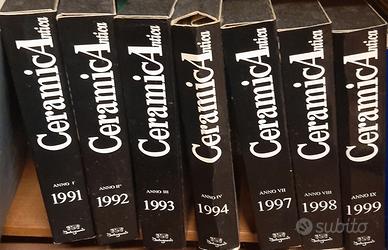 CeramicAntica
ANNO I°
1991
CeramicAntica
ANNO II°
1992
CeramicAntica
ANNO III
1993
CeramicAntica
ANNO IV
1994
CeramicAntica
ANNO VII
1997
CeramicAntica
ANNO VIII
1998
CeramicAntica
ANNO IX
1999
subito